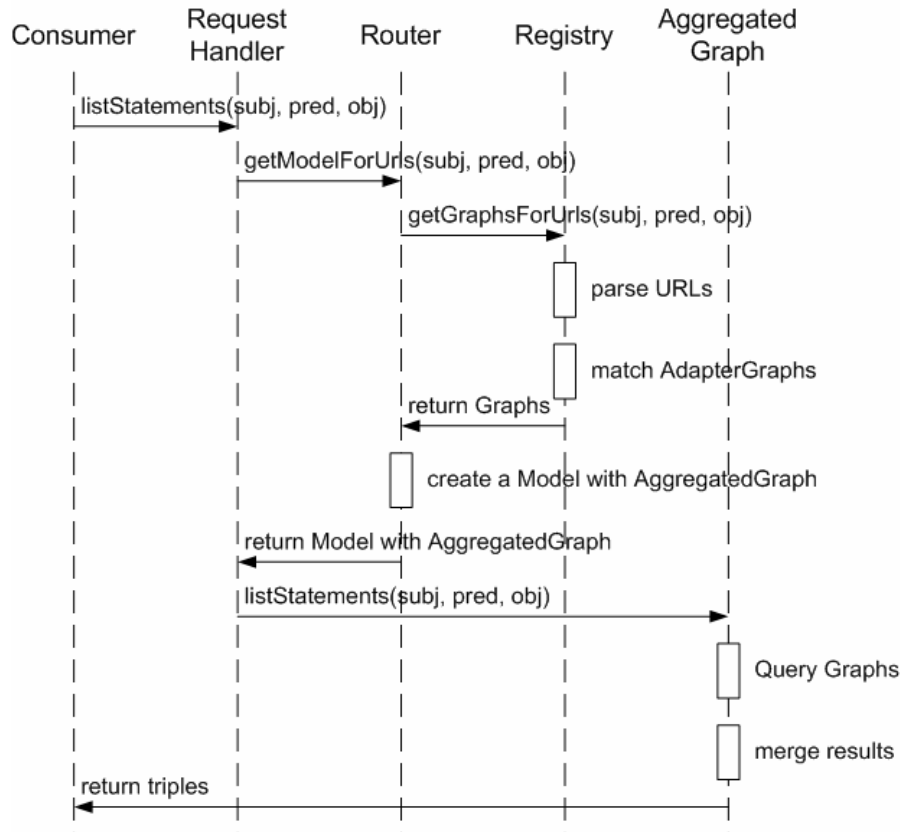 Consumer
Request
Handler
Router
Registry
Aggregated
Graph
listStatements(subj, pred, obj)
getModelForUrls(subj, pred, obj)
getGraphsForUrls(subj, pred, obj)
parse URLs
match AdapterGraphs
return Graphs
create a Model with AggregatedGraph
return Model with AggregatedGraph
listStatements(subj, pred, obj)
Query Graphs
merge results
return triples